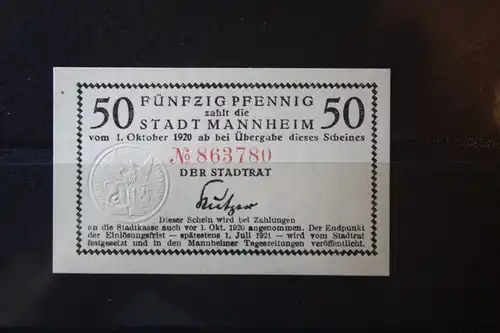 50 FÜNFZIG PFENNIG 50
zahlt die
STADT MANNHEIM
vom 1. Oktober 1920 ab bei Übergabe dieses Scheines
№ 863780
DER STADTRAT
Kutzer
Dieser Schein wird bei Zahlungen
an die Stadtkasse auch vor 1. Okt. 1920 angenommen. Der Endpunkt
der Einlösungsfrist — spätestens 1. Juli 1921 — wird vom Stadtrat
festgesetzt und in den Mannheimer Tageszeitungen veröffentlicht.